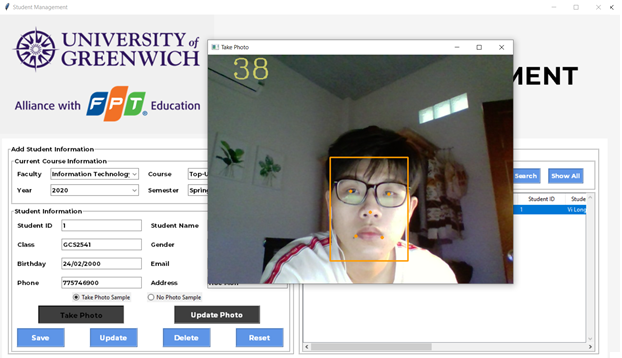 Student Management
UNIVERSITY of
GREENWICH
Alliance with FPT Education
Take Photo
38
MENT
Add Student Information
Current Course Information
Faculty Information Technology Course Top-U
Year 2020 Semester Spring
Search Show All
Student ID Stude
1 Vi Long
Student Information
Student ID 1 Student Name
Class GCS2541 Gender
Birthday 24/02/2000 Email
Phone 775746900 Address
Take Photo Sample No Photo Sample
Take Photo Update Photo
Save Update Delete Reset